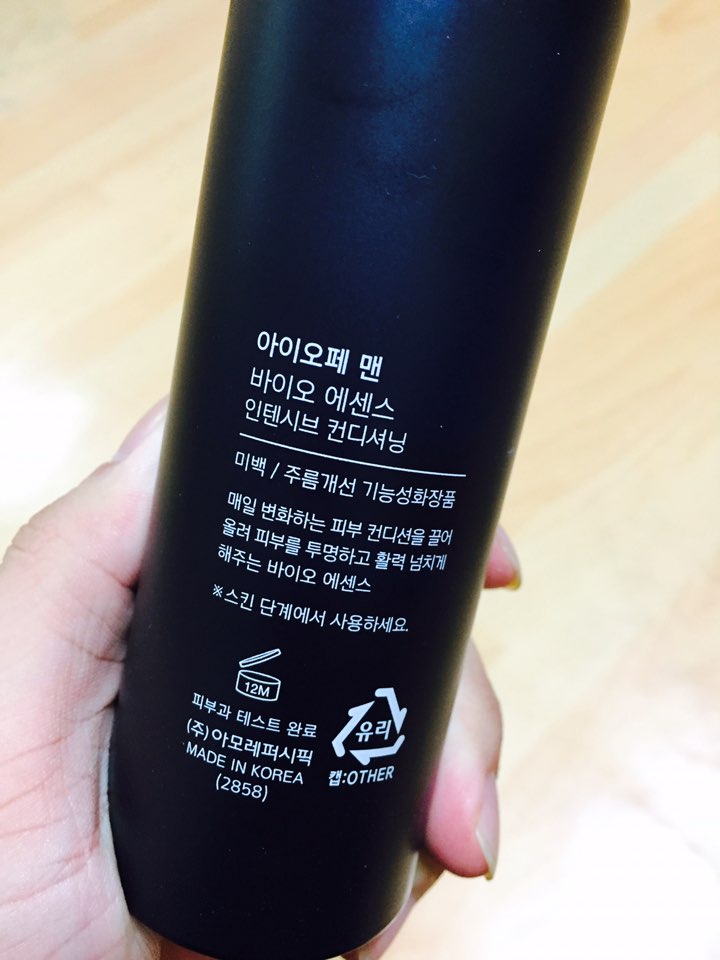 아이오페 맨
바이오 에센스
인텐시브 컨디셔닝
미백 / 주름개선 기능성화장품
매일 변화하는 피부 컨디션을 끌어
올려 피부를 투명하고 활력 넘치게
해주는 바이오 에센스
※스킨 단계에서 사용하세요.
12M
피부과 테스트 완료
(주)아모레퍼시픽
MADE IN KOREA
(2858)
유리
캡:OTHER